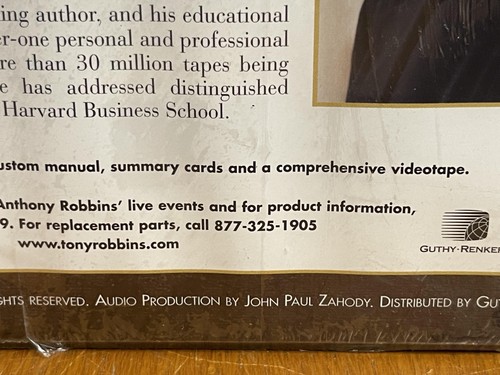 ing author, and his educational
er-one personal and professional
re than 30 million tapes being
e has addressed distinguished
Harvard Business School.
ustom manual, summary cards and a comprehensive videotape.
Anthony Robbins' live events and for product information,
9. For replacement parts, call 877-325-1905
www.tonyrobbins.com
GUTHY-RENKER
GHTS RESERVED. AUDIO PRODUCTION BY JOHN PAUL ZAHODY. DISTRIBUTED BY GU